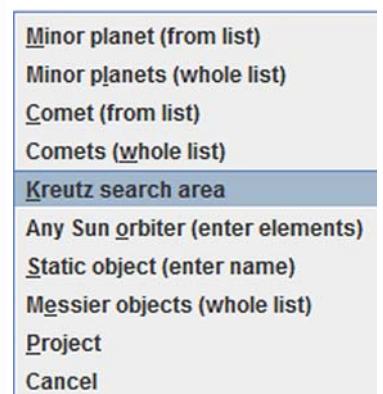 Minor planet (from list)
Minor planets (whole list)
Comet (from list)
Comets (whole list)
Kreutz search area
Any Sun orbiter (enter elements)
Static object (enter name)
Messier objects (whole list)
Project
Cancel